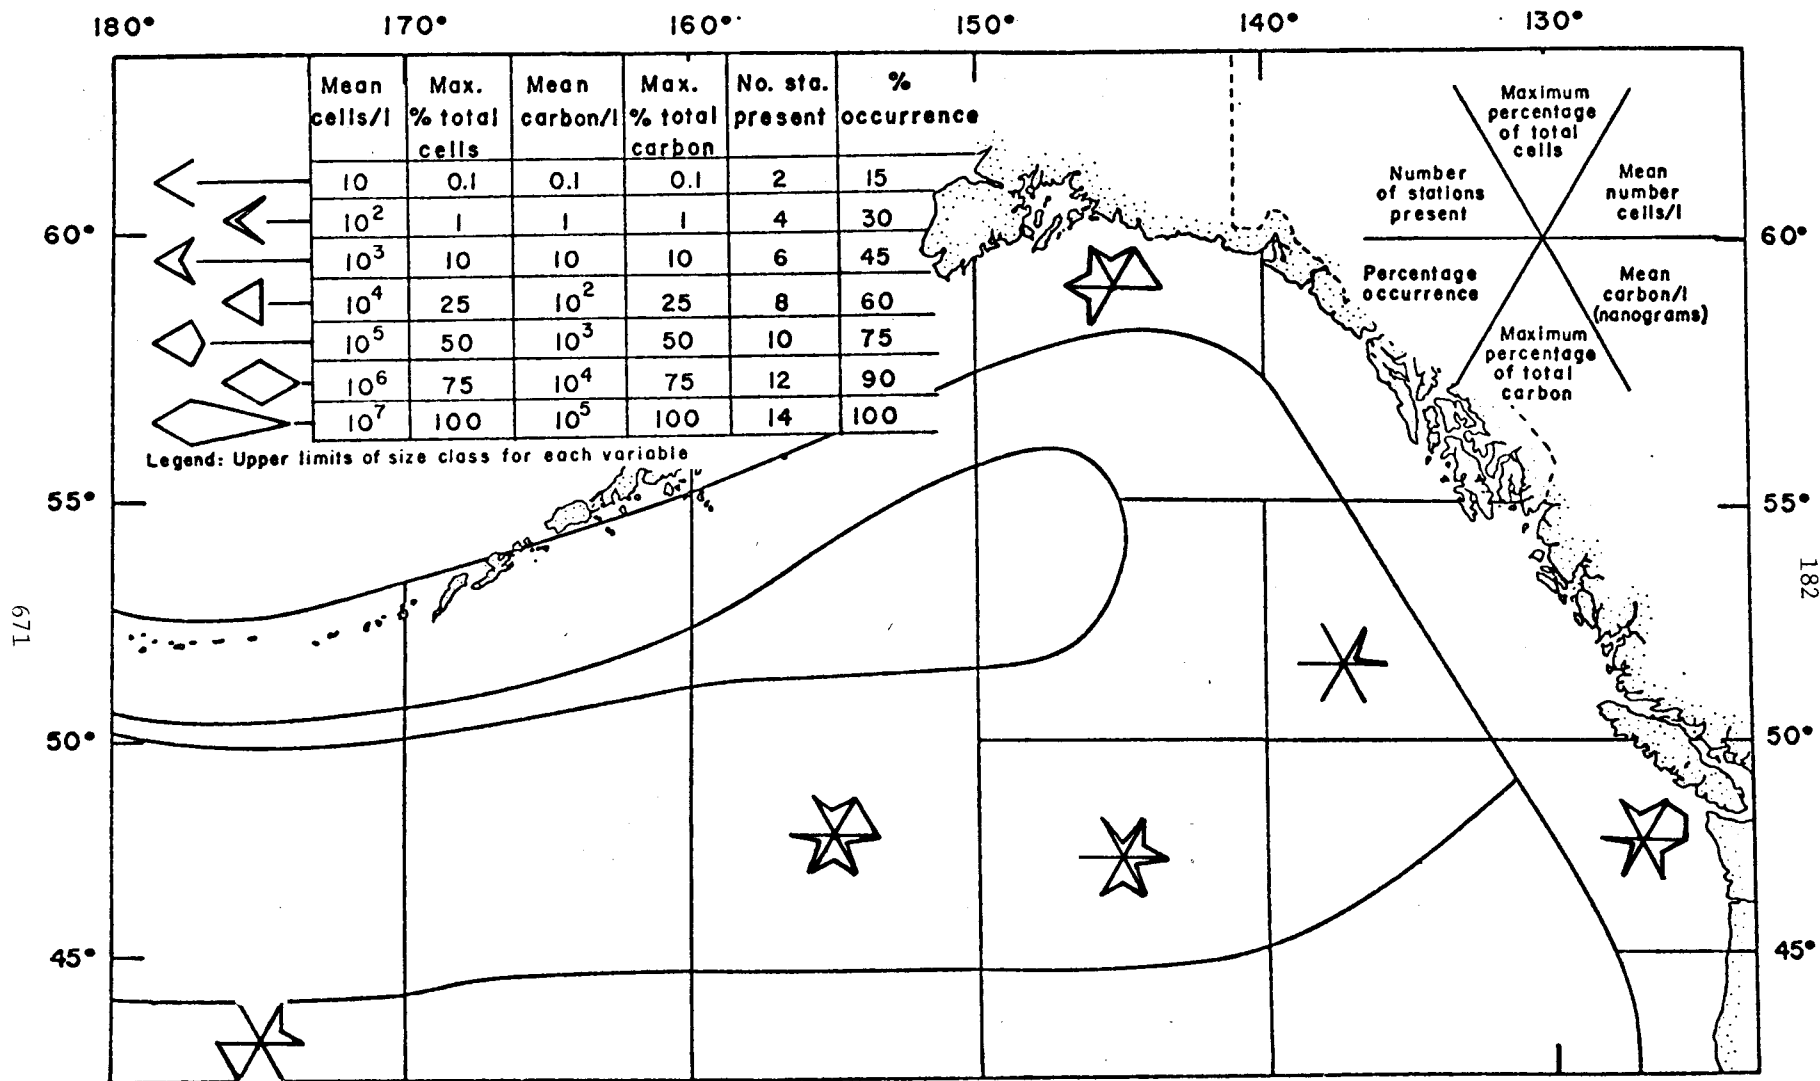 180° 170° 160° 150° 140° 130°
Mean cells/l | Max. % total cells | Mean carbon/l | Max. % total carbon | No. sta. present | % occurrence
10 0.1 0.1 0.1 2 15
10² 1 1 1 4 30
10³ 10 10 10 6 45
10⁴ 25 10² 25 8 60
10⁵ 50 10³ 50 10 75
10⁶ 75 10⁴ 75 12 90
10⁷ 100 10⁵ 100 14 100
Legend: Upper limits of size class for each variable
Maximum
percentage
of total
cells
Number
of stations
present
Mean
number
cells/l
Percentage
occurrence
Mean
carbon/l
(nanograms)
Maximum
percentage
of total
carbon
60° 60°
55° 55°
50° 50°
45° 45°
671
182